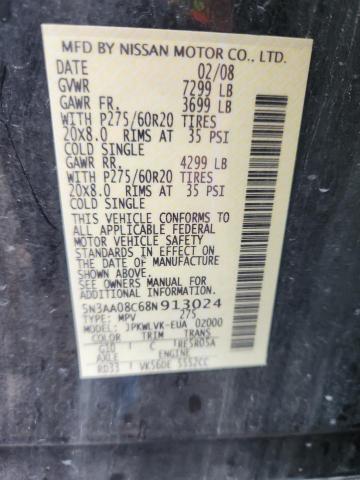 MFD BY NISSAN MOTOR CO., LTD.
DATE 02/08
GVWR 7299 LB
GAWR FR. 3699 LB
WITH P275/60R20 TIRES
20X8.0 RIMS AT 35 PSI
COLD SINGLE
GAWR RR. 4299 LB
WITH P275/60R20 TIRES
20X8.0 RIMS AT 35 PSI
COLD SINGLE
THIS VEHICLE CONFORMS TO
ALL APPLICABLE FEDERAL
MOTOR VEHICLE SAFETY
STANDARDS IN EFFECT ON
THE DATE OF MANUFACTURE
SHOWN ABOVE.
SEE OWNERS MANUAL FOR
ADDITIONAL INFORMATION
5N3AA08C68N913024
TYPE: MPV 275
MODEL: JPKWLVK-EUA 02000
COLOR TRIM TRANS
C RE5R05A
AXLE ENGINE
RD33 VK56DE 5552CC